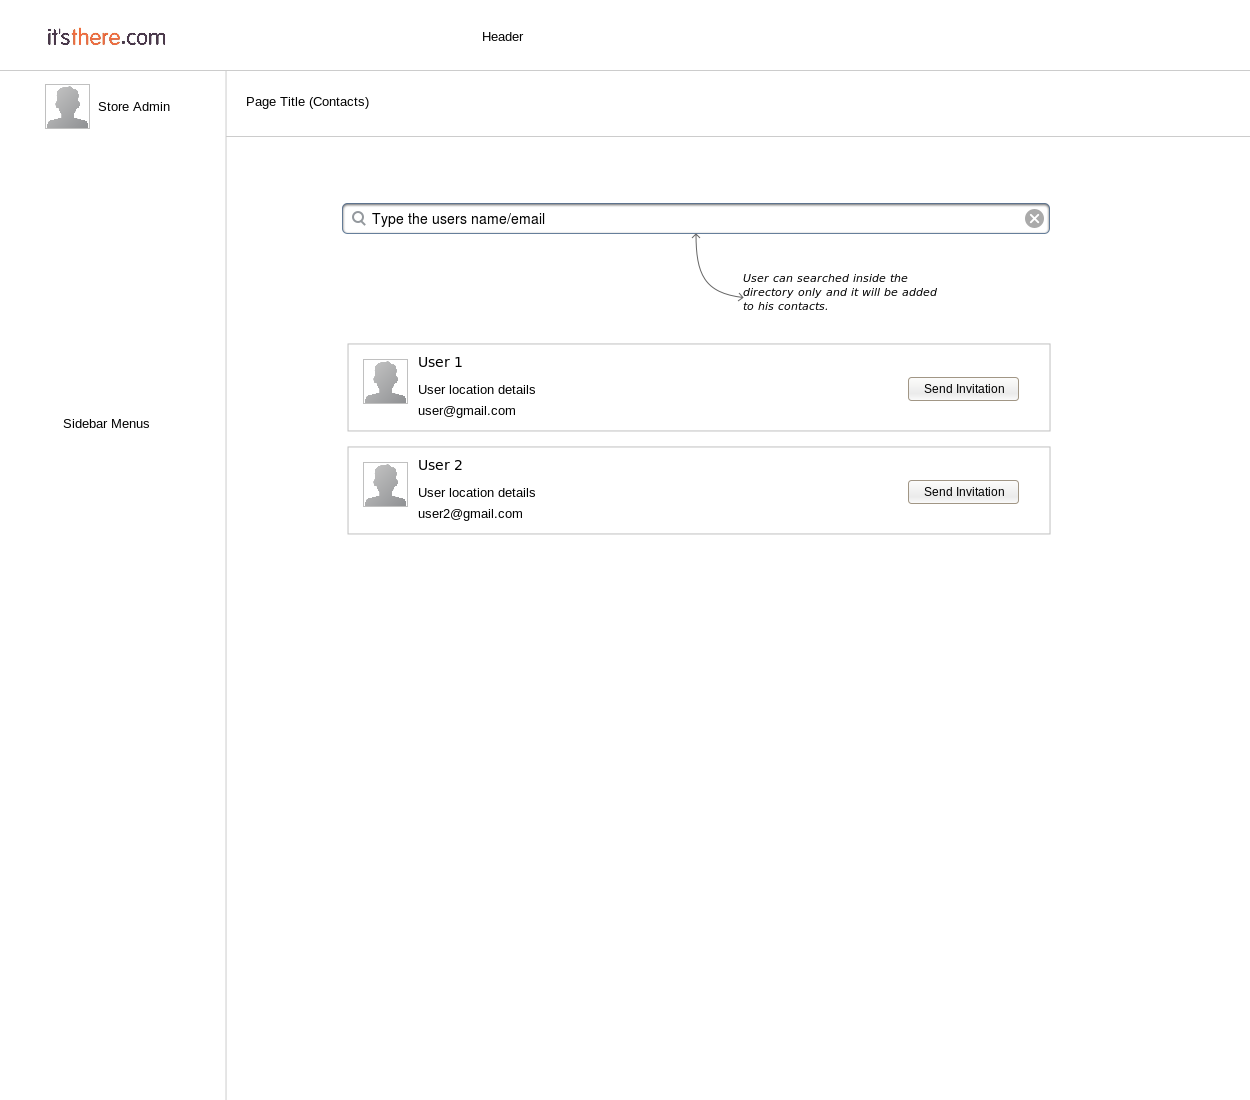 it'sthere.com
Header
Store Admin
Page Title (Contacts)
Type the users name/email
User can searched inside the
directory only and it will be added
to his contacts.
User 1
User location details
user@gmail.com
Send Invitation
Sidebar Menus
User 2
User location details
user2@gmail.com
Send Invitation